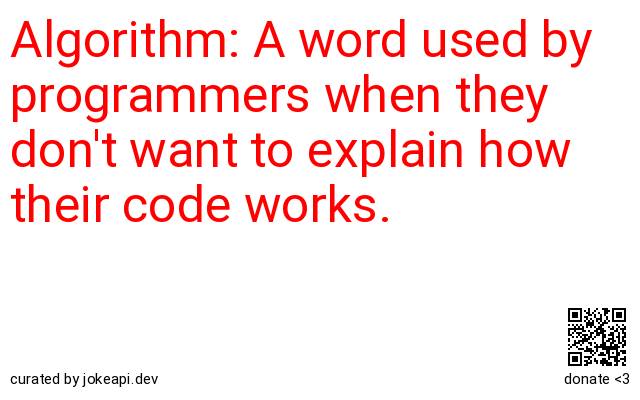 Algorithm: A word used by
programmers when they
don't want to explain how
their code works.
curated by jokeapi.dev
donate <3